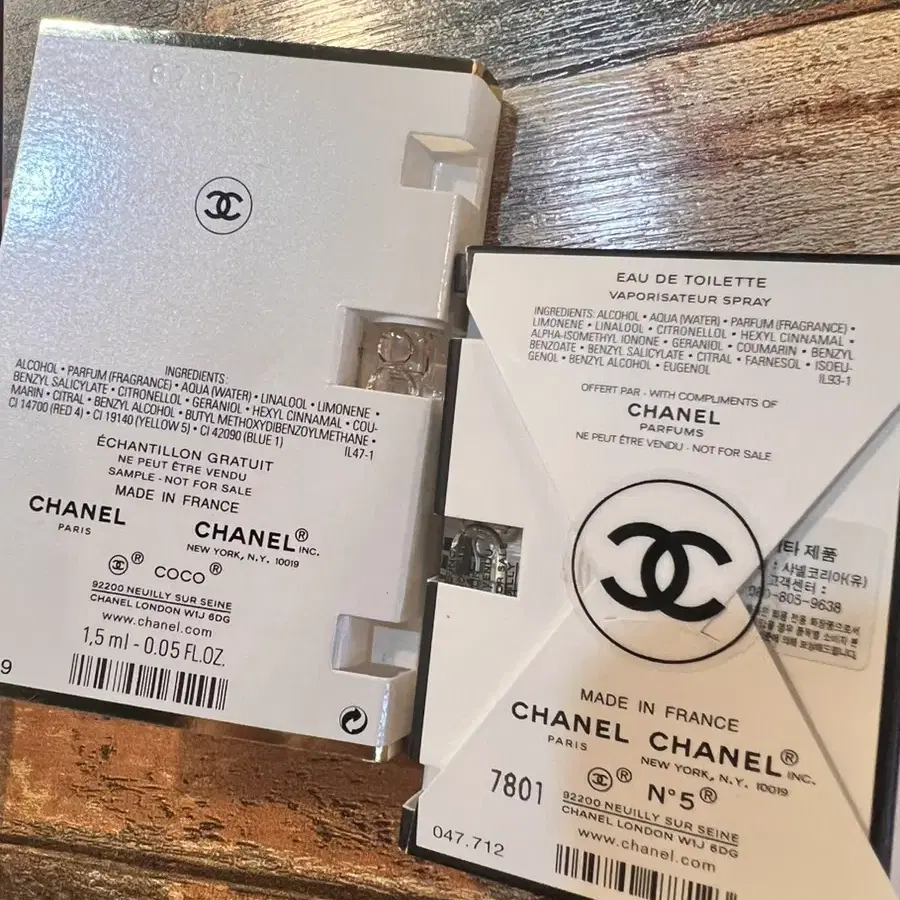 INGREDIENTS:
ALCOHOL • PARFUM (FRAGRANCE) • AQUA (WATER) • LINALOOL • LIMONENE •
BENZYL SALICYLATE • CITRONELLOL • GERANIOL • HEXYL CINNAMAL • COU-
MARIN • CITRAL • BENZYL ALCOHOL • BUTYL METHOXYDIBENZOYLMETHANE •
CI 14700 (RED 4) • CI 19140 (YELLOW 5) • CI 42090 (BLUE 1)
IL47-1
ÉCHANTILLON GRATUIT
NE PEUT ÊTRE VENDU
SAMPLE - NOT FOR SALE
MADE IN FRANCE
CHANEL
PARIS
CHANEL® INC.
NEW YORK, N.Y. 10019
® COCO®
92200 NEUILLY SUR SEINE
CHANEL LONDON W1J 6DG
www.chanel.com
1,5 ml - 0.05 FL.OZ.
9
EAU DE TOILETTE
VAPORISATEUR SPRAY
INGREDIENTS: ALCOHOL • AQUA (WATER) • PARFUM (FRAGRANCE) •
LIMONENE • LINALOOL • CITRONELLOL • HEXYL CINNAMAL •
ALPHA-ISOMETHYL IONONE • GERANIOL • COUMARIN • BENZYL
BENZOATE • BENZYL SALICYLATE • CITRAL • FARNESOL • ISOEU-
GENOL • BENZYL ALCOHOL • EUGENOL
IL93-1
OFFERT PAR - WITH COMPLIMENTS OF
CHANEL
PARFUMS
NE PEUT ÊTRE VENDU - NOT FOR SALE
제품
: 샤넬코리아(유)
고객센터 :
805-9638
MADE IN FRANCE
CHANEL
PARIS
CHANEL® INC.
NEW YORK, N.Y. 10019
7801
® N°5®
92200 NEUILLY SUR SEINE
CHANEL LONDON W1J 6DG
047.712
www.chanel.com